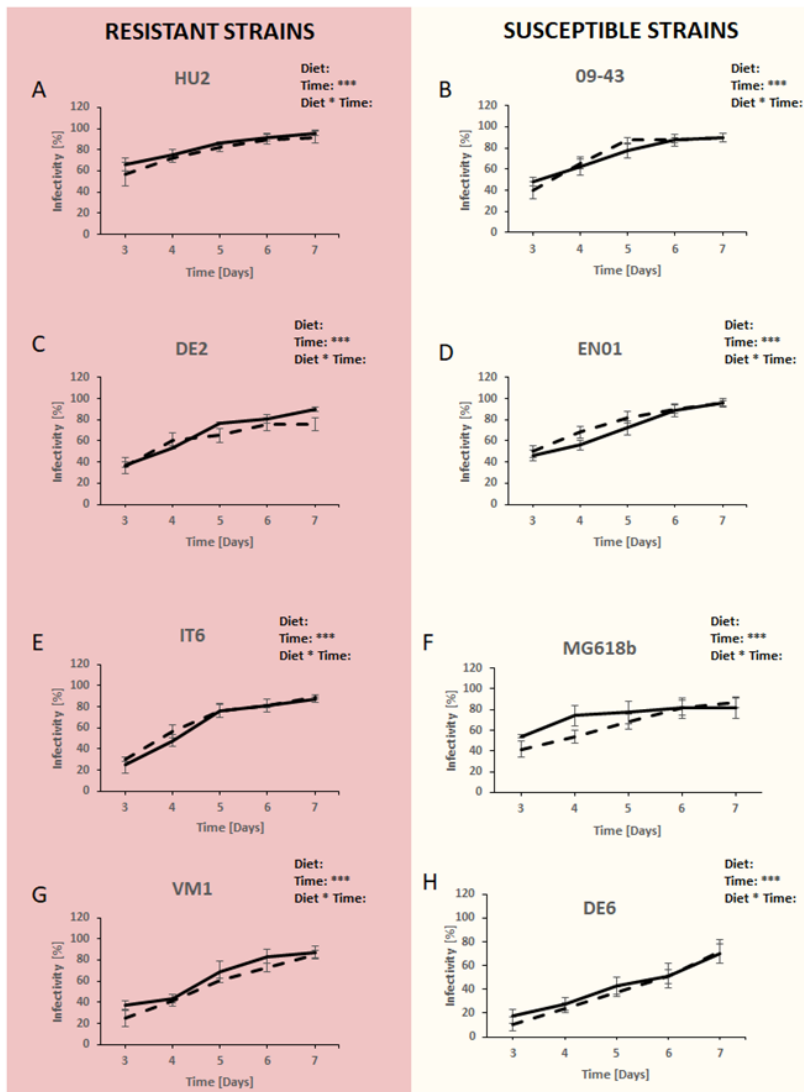 RESISTANT STRAINS
SUSCEPTIBLE STRAINS
A
HU2
Diet:
Time: ***
Diet * Time:
Infectivity [%]
120
100
80
60
40
20
0
3 4 5 6 7
Time [Days]
B
09-43
Diet:
Time: ***
Diet * Time:
Infectivity [%]
120
100
80
60
40
20
0
3 4 5 6 7
Time [Days]
C
DE2
Diet:
Time: ***
Diet * Time:
Infectivity [%]
120
100
80
60
40
20
0
3 4 5 6 7
Time [Days]
D
EN01
Diet:
Time: ***
Diet * Time:
Infectivity [%]
120
100
80
60
40
20
0
3 4 5 6 7
Time [Days]
E
IT6
Diet:
Time: ***
Diet * Time:
Infectivity [%]
120
100
80
60
40
20
0
3 4 5 6 7
Time [Days]
F
MG618b
Diet:
Time: ***
Diet * Time:
Infectivity [%]
120
100
80
60
40
20
0
3 4 5 6 7
Time [Days]
G
VM1
Diet:
Time: ***
Diet * Time:
Infectivity [%]
120
100
80
60
40
20
0
3 4 5 6 7
Time [Days]
H
DE6
Diet:
Time: ***
Diet * Time:
Infectivity [%]
120
100
80
60
40
20
0
3 4 5 6 7
Time [Days]